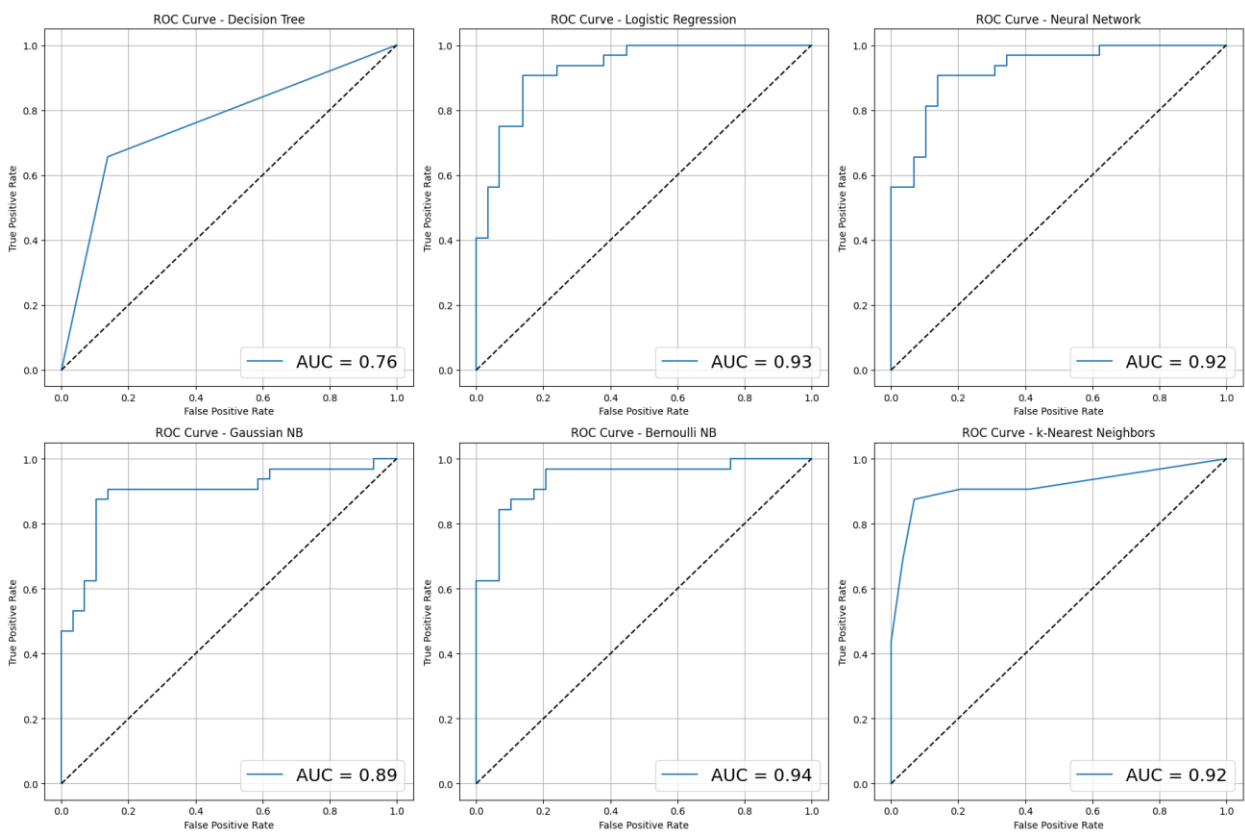 ROC Curve - Decision Tree
1.0
0.8
0.6
0.4
0.2
0.0
True Positive Rate
AUC = 0.76
0.0 0.2 0.4 0.6 0.8 1.0
False Positive Rate
ROC Curve - Logistic Regression
1.0
0.8
0.6
0.4
0.2
0.0
True Positive Rate
AUC = 0.93
0.0 0.2 0.4 0.6 0.8 1.0
False Positive Rate
ROC Curve - Neural Network
1.0
0.8
0.6
0.4
0.2
0.0
True Positive Rate
AUC = 0.92
0.0 0.2 0.4 0.6 0.8 1.0
False Positive Rate
ROC Curve - Gaussian NB
1.0
0.8
0.6
0.4
0.2
0.0
True Positive Rate
AUC = 0.89
0.0 0.2 0.4 0.6 0.8 1.0
False Positive Rate
ROC Curve - Bernoulli NB
1.0
0.8
0.6
0.4
0.2
0.0
True Positive Rate
AUC = 0.94
0.0 0.2 0.4 0.6 0.8 1.0
False Positive Rate
ROC Curve - k-Nearest Neighbors
1.0
0.8
0.6
0.4
0.2
0.0
True Positive Rate
AUC = 0.92
0.0 0.2 0.4 0.6 0.8 1.0
False Positive Rate